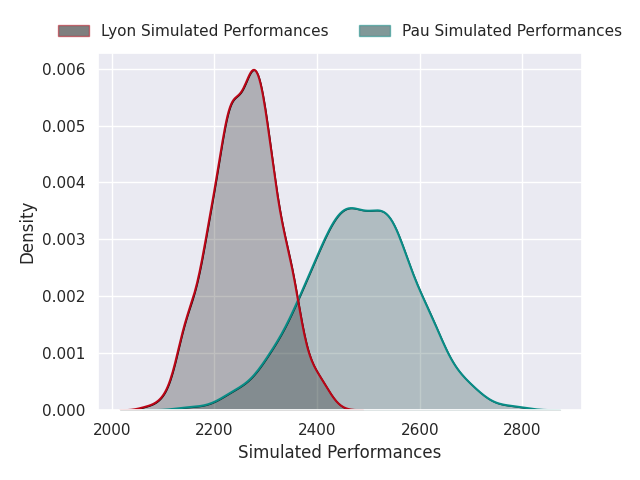 Lyon Simulated Performances Pau Simulated Performances
0.006
0.005
0.004
0.003
0.002
0.001
0.000
Density
2000 2200 2400 2600 2800
Simulated Performances